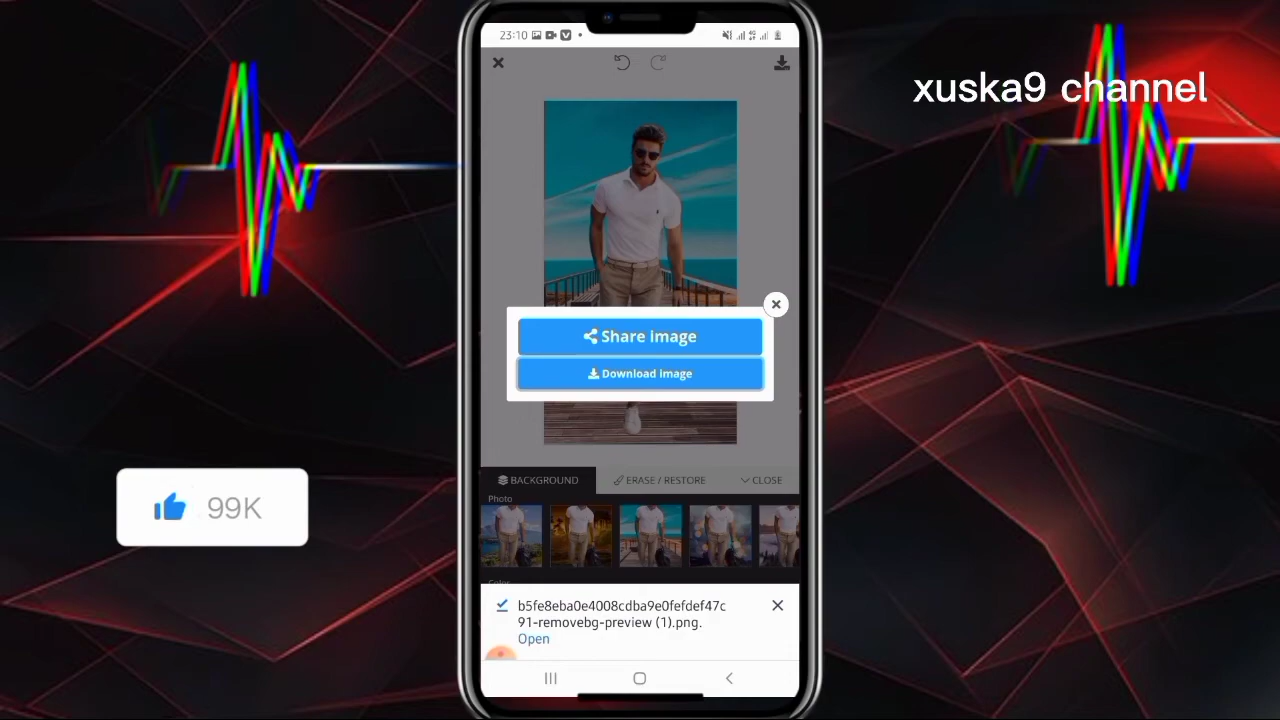 23:10
xuska9 channel
Share image
Download image
BACKGROUND
ERASE / RESTORE
CLOSE
Photo
Color
99K
b5fe8eba0e4008cdba9e0fefdef47c
91-removebg-preview (1).png.
Open